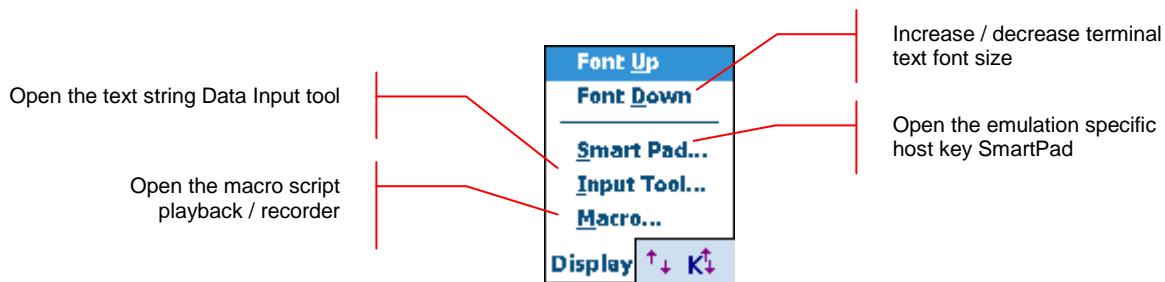 Increase / decrease terminal
text font size
Font Up
Font Down
Open the text string Data Input tool
Open the emulation specific
host key SmartPad
Smart Pad...
Input Tool...
Open the macro script
playback / recorder
Macro...
Display K